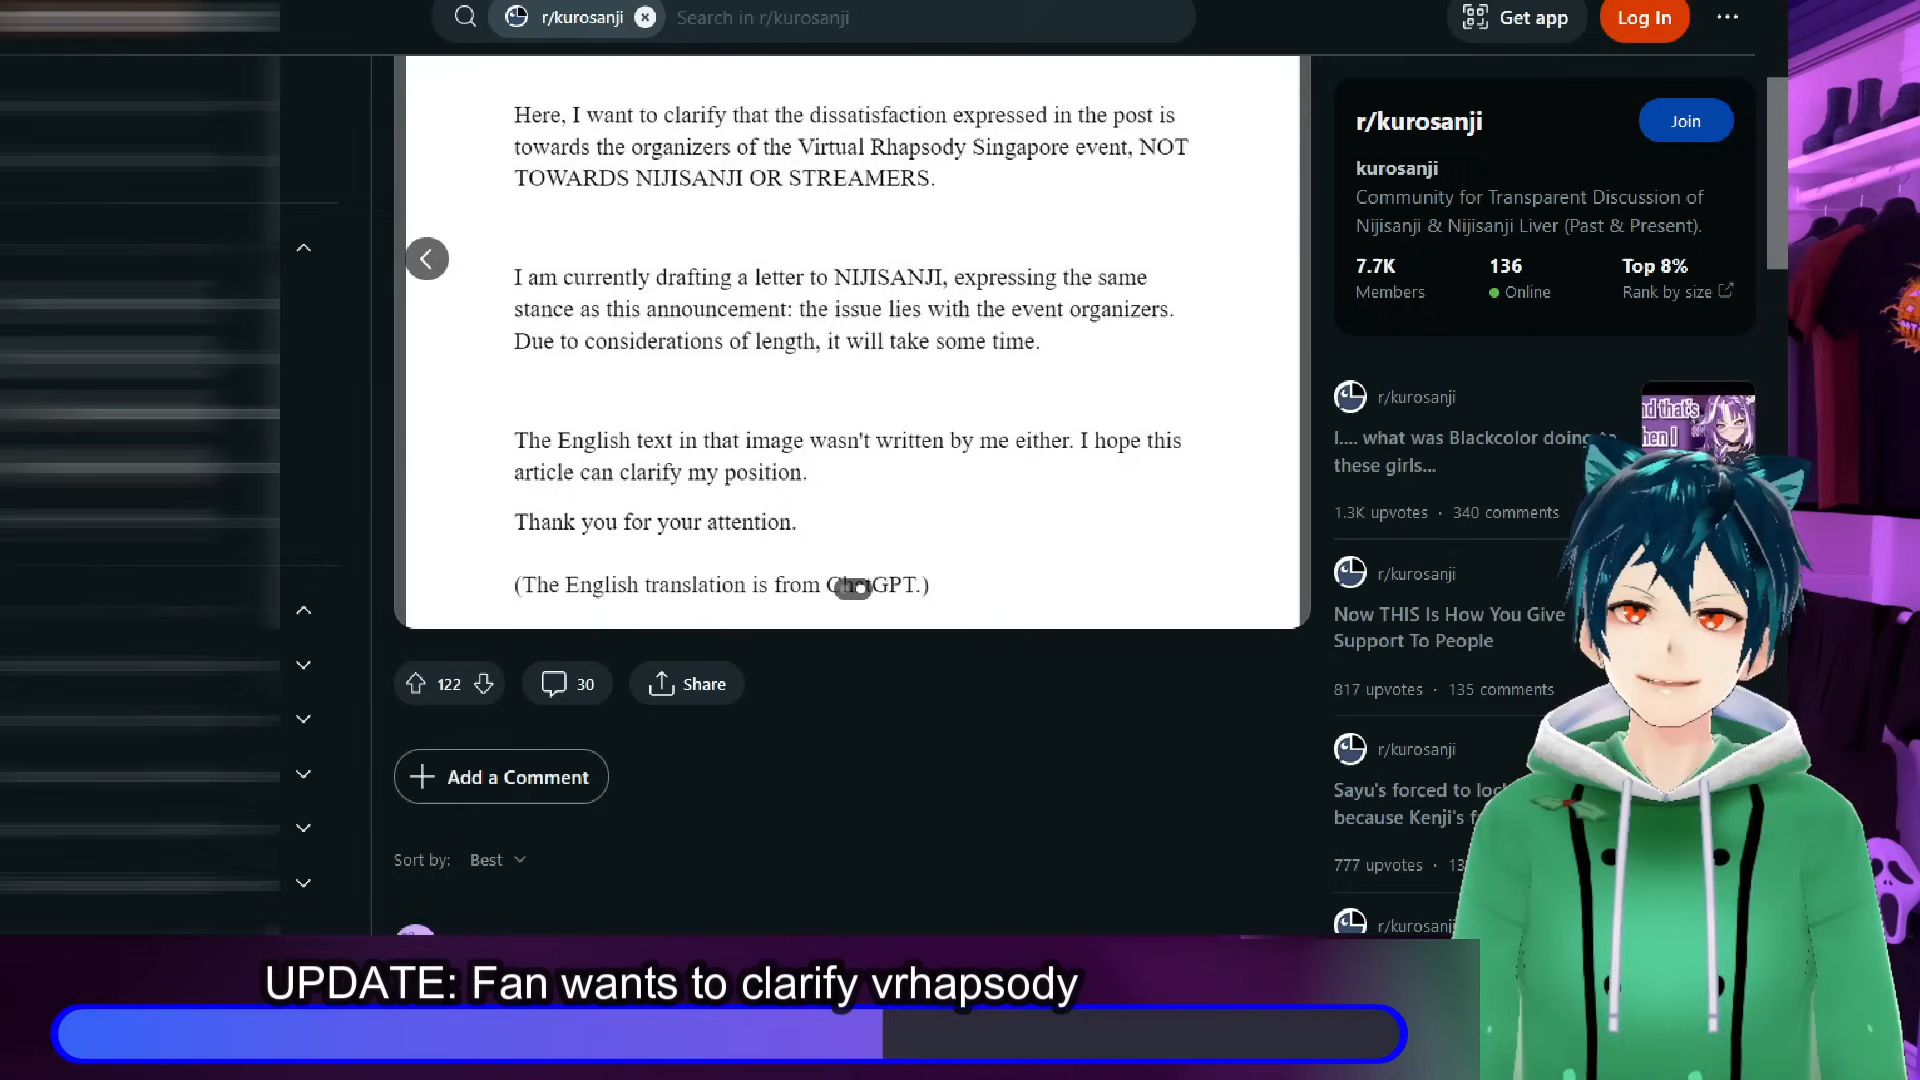 r/kurosanji
Search in r/kurosanji
Get app
Log In
Here, I want to clarify that the dissatisfaction expressed in the post is
towards the organizers of the Virtual Rhapsody Singapore event, NOT
TOWARDS NIJISANJI OR STREAMERS.
I am currently drafting a letter to NIJISANJI, expressing the same
stance as this announcement: the issue lies with the event organizers.
Due to considerations of length, it will take some time.
The English text in that image wasn't written by me either. I hope this
article can clarify my position.
Thank you for your attention.
(The English translation is from ChatGPT.)
122
30
Share
Add a Comment
Sort by: Best
r/kurosanji
Join
kurosanji
Community for Transparent Discussion of
Nijisanji & Nijisanji Liver (Past & Present).
7.7K
136
Top 8%
Members
Online
Rank by size
r/kurosanji
I.... what was Blackcolor doing to
these girls...
1.3K upvotes · 340 comments
r/kurosanji
Now THIS Is How You Give
Support To People
817 upvotes · 135 comments
r/kurosanji
Sayu's forced to
because Kenji's
777 upvotes ·
r/kurosanji
UPDATE: Fan wants to clarify vrhapsody